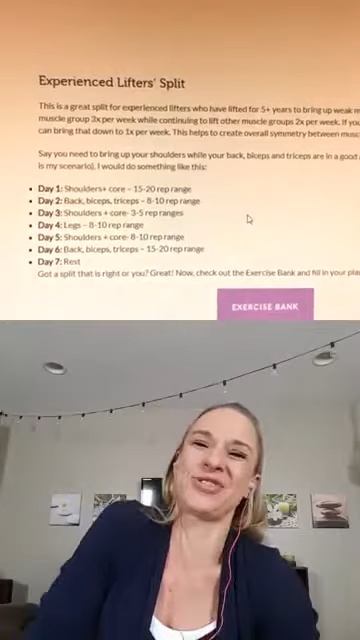 Experienced Lifters' Split
This is a great split for experienced lifters who have lifted for 5+ years to bring up weak
muscle group 3x per week while continuing to lift other muscle groups 2x per week. If you
can bring that down to 1x per week. This helps to create overall symmetry between
Say you need to bring up your shoulders while your back, biceps and triceps are in a good
is my scenario), I would do something like this:
Day 1: Shoulders+ core – 15-20 rep range
Day 2: Back, biceps, triceps – 8-10 rep range
Day 3: Shoulders + core- 3-5 rep ranges
Day 4: Legs – 8-10 rep range
Day 5: Shoulders + core- 8-10 rep range
Day 6: Back, biceps, triceps – 15-20 rep range
Day 7: Rest
Got a split that is right or you? Great! Now, check out the Exercise Bank and fill in your
EXERCISE BANK